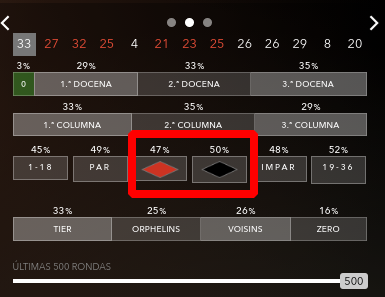 33 27 32 25 4 21 23 25 26 26 29 8 20
3% 29% 33% 35%
0 1.ª DOCENA 2.ª DOCENA 3.ª DOCENA
33% 35% 29%
1.ª COLUMNA 2.ª COLUMNA 3.ª COLUMNA
45% 49% 47% 50% 48% 52%
1-18 PAR IMPAR 19-36
33% 25% 26% 16%
TIER ORPHELINS VOISINS ZERO
ÚLTIMAS 500 RONDAS
500